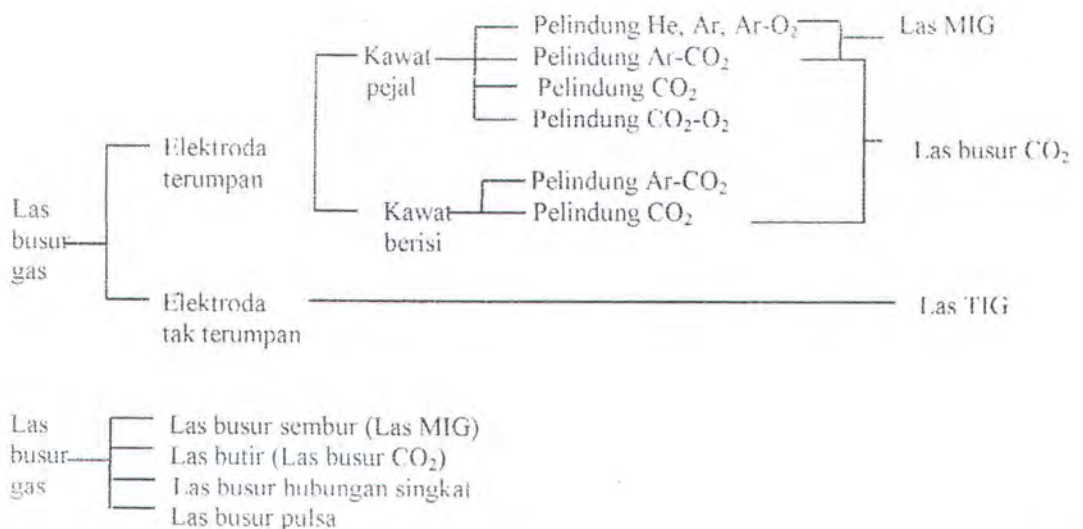 Pelindung He, Ar, Ar-O₂
Las MIG
Kawat
pejal
Pelindung Ar-CO₂
Pelindung CO₂
Pelindung CO₂-O₂
Elektroda
terumpan
Las busur CO₂
Pelindung Ar-CO₂
Kawat
berisi
Pelindung CO₂
Las
busur
gas
Elektroda
tak terumpan
Las TIG
Las
busur
gas
Las busur sembur (Las MIG)
Las butir (Las busur CO₂)
Las busur hubungan singkat
Las busur pulsa